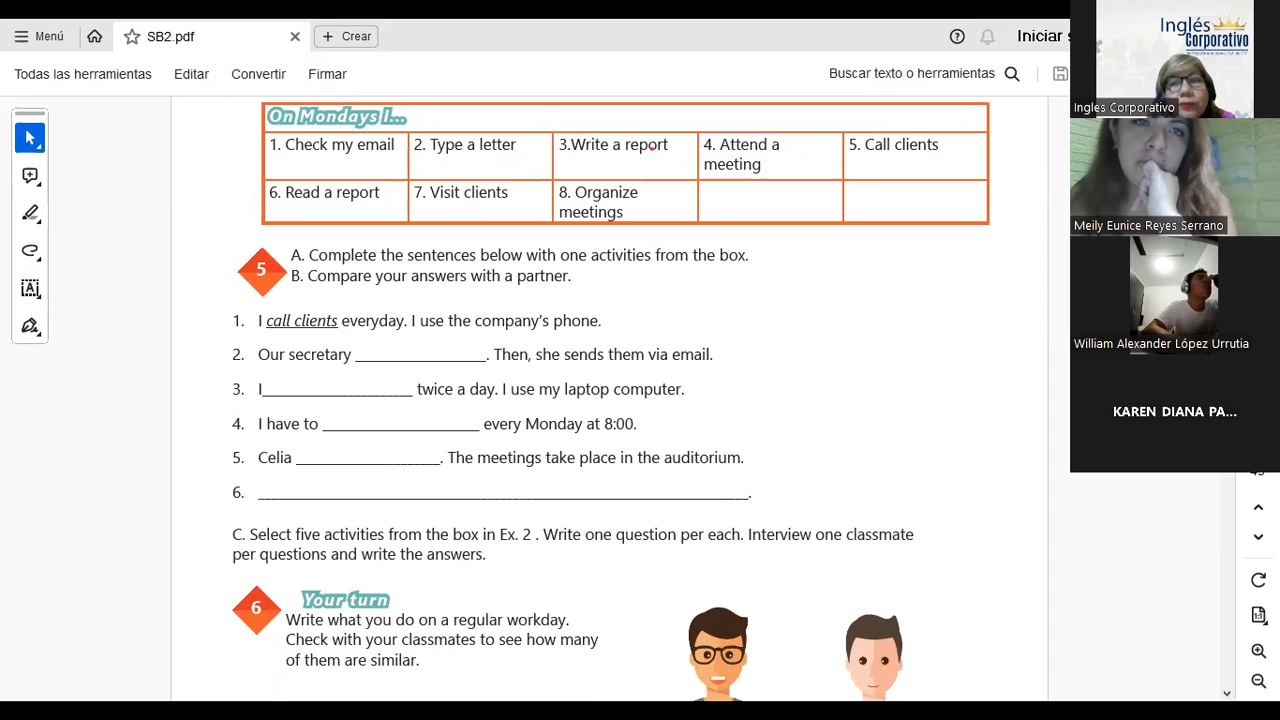 Menú
SB2.pdf
Crear
Iniciar s
Todas las herramientas
Editar
Convertir
Firmar
Buscar texto o herramientas
On Mondays I...
1. Check my email
2. Type a letter
3.Write a report
4. Attend a meeting
5. Call clients
6. Read a report
7. Visit clients
8. Organize meetings
5
A. Complete the sentences below with one activities from the box.
B. Compare your answers with a partner.
1. I call clients everyday. I use the company's phone.
2. Our secretary ________________. Then, she sends them via email.
3. I___________________ twice a day. I use my laptop computer.
4. I have to ____________________ every Monday at 8:00.
5. Celia __________________. The meetings take place in the auditorium.
6. ______________________________________________________________.
C. Select five activities from the box in Ex. 2 . Write one question per each. Interview one classmate
per questions and write the answers.
6
Your turn
Write what you do on a regular workday.
Check with your classmates to see how many
of them are similar.
Inglés
Corporativo
Ingles Corporativo
Meily Eunice Reyes Serrano
William Alexander López Urrutia
KAREN DIANA PA...